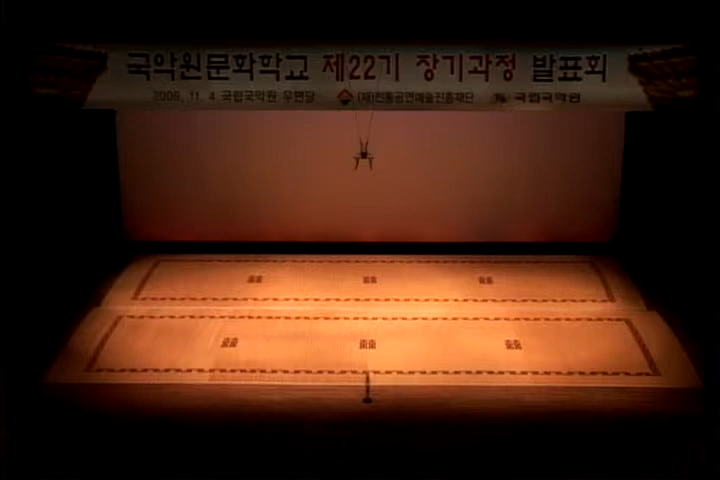 국악원문화학교 제22기 장기과정 발표회
2009. 11. 4 국립국악원 우면당 (재)전통공연예술진흥재단 국립국악원